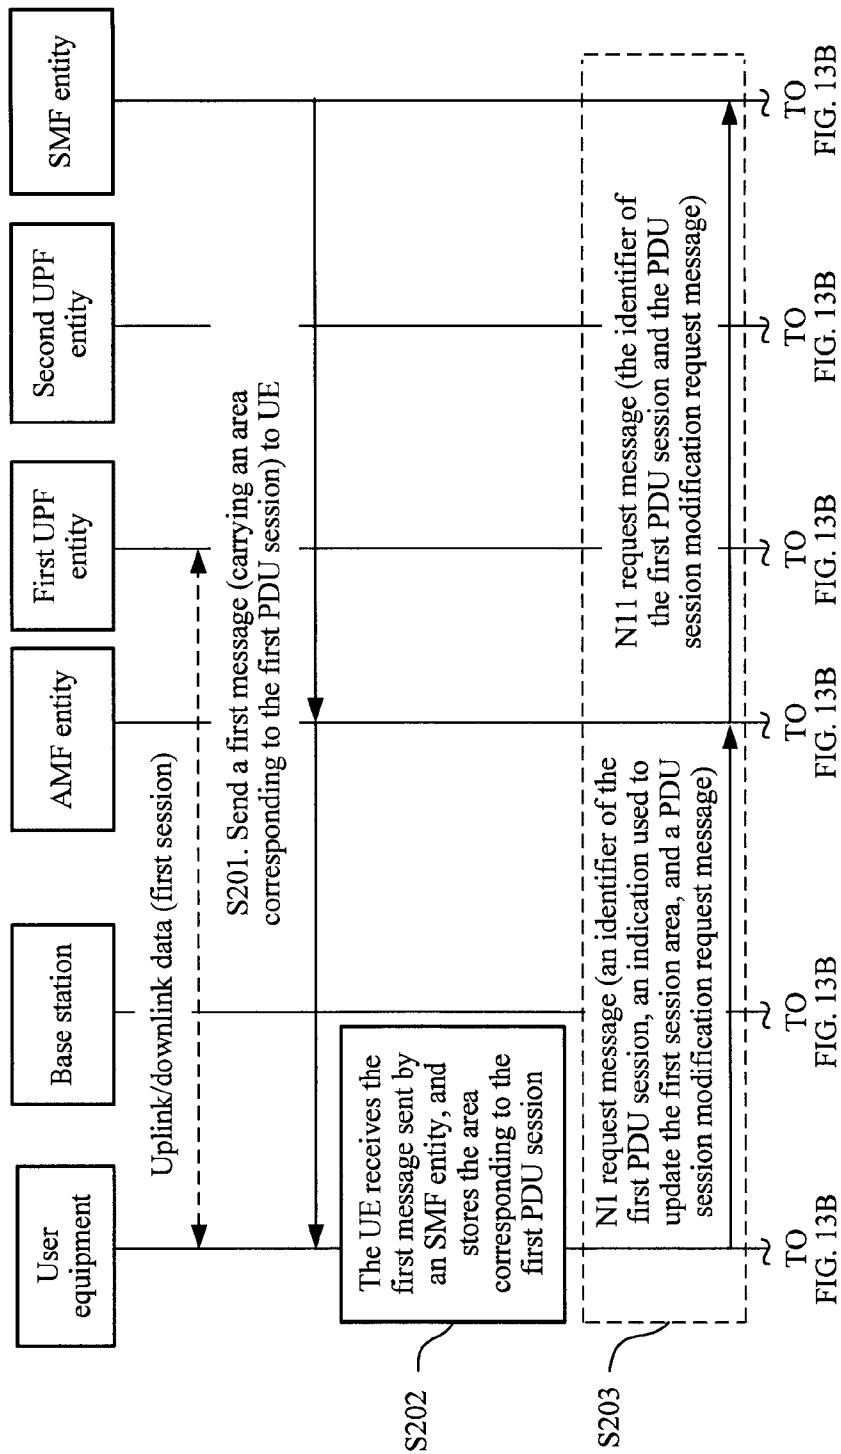 User
equipment
Base station
AMF entity
First UPF
entity
Second UPF
entity
SMF entity
Uplink/downlink data (first session)
S201. Send a first message (carrying an area
corresponding to the first PDU session) to UE
S202
The UE receives the
first message sent by
an SMF entity, and
stores the area
corresponding to the
first PDU session
S203
N1 request message (an identifier of the
first PDU session, an indication used to
update the first session area, and a PDU
session modification request message)
N11 request message (the identifier of
the first PDU session and the PDU
session modification request message)
TO
FIG. 13B
TO
FIG. 13B
TO
FIG. 13B
TO
FIG. 13B
TO
FIG. 13B
TO
FIG. 13B